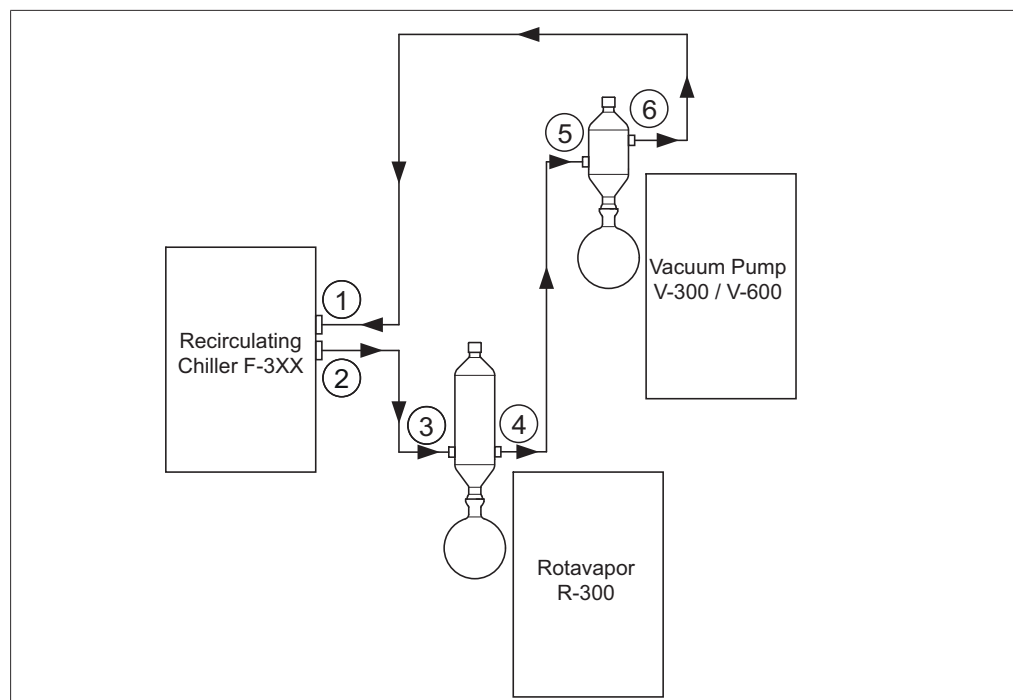 6
5
Vacuum Pump
V-300 / V-600
1
Recirculating
Chiller F-3XX
2
3
4
Rotavapor
R-300